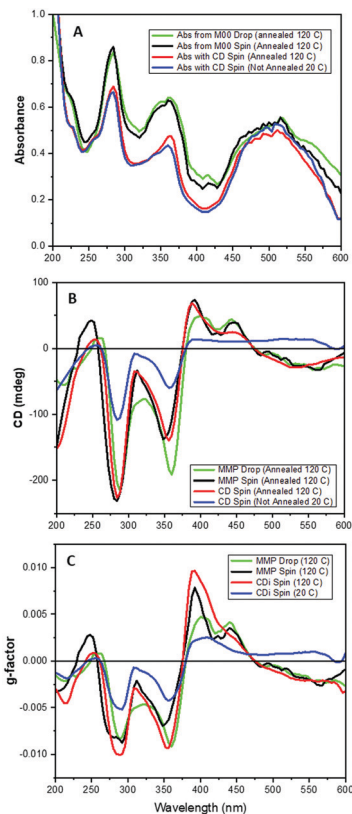 A
Abs from M00 Drop (annealed 120 C)
Abs from M00 Spin (Annealed 120 C)
Abs with CD Spin (Annealed 120 C)
Abs with CD Spin (Not Annealed 20 C)
Absorbance
1.0
0.8
0.6
0.4
0.2
0.0
200 250 300 350 400 450 500 550 600
B
CD (mdeg)
100
0
-100
-200
MMP Drop (Annealed 120 C)
MMP Spin (Annealed 120 C)
CD Spin (Annealed 120 C)
CD Spin (Not Annealed 20 C)
200 250 300 350 400 450 500 550 600
C
MMP Drop (120 C)
MMP Spin (120 C)
CDi Spin (120 C)
CDi Spin (20 C)
g-factor
0.010
0.005
0.000
-0.005
-0.010
200 250 300 350 400 450 500 550 600
Wavelength (nm)